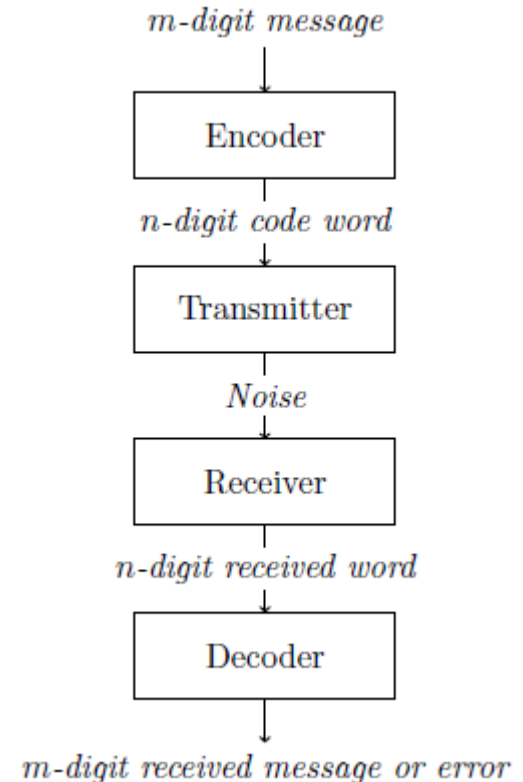 m-digit message
Encoder
n-digit code word
Transmitter
Noise
Receiver
n-digit received word
Decoder
m-digit received message or error